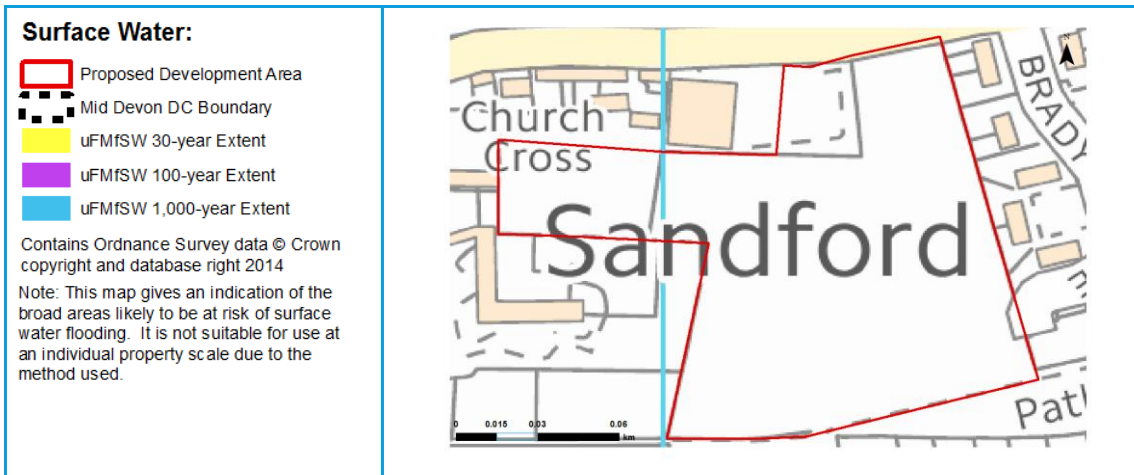 Surface Water:
Proposed Development Area
Mid Devon DC Boundary
uFMfSW 30-year Extent
uFMfSW 100-year Extent
uFMfSW 1,000-year Extent
Contains Ordnance Survey data © Crown
copyright and database right 2014
Note: This map gives an indication of the
broad areas likely to be at risk of surface
water flooding. It is not suitable for use at
an individual property scale due to the
method used.
N
BRADY
Church
Cross
Sandford
Path
0 0.015 0.03 0.06
km